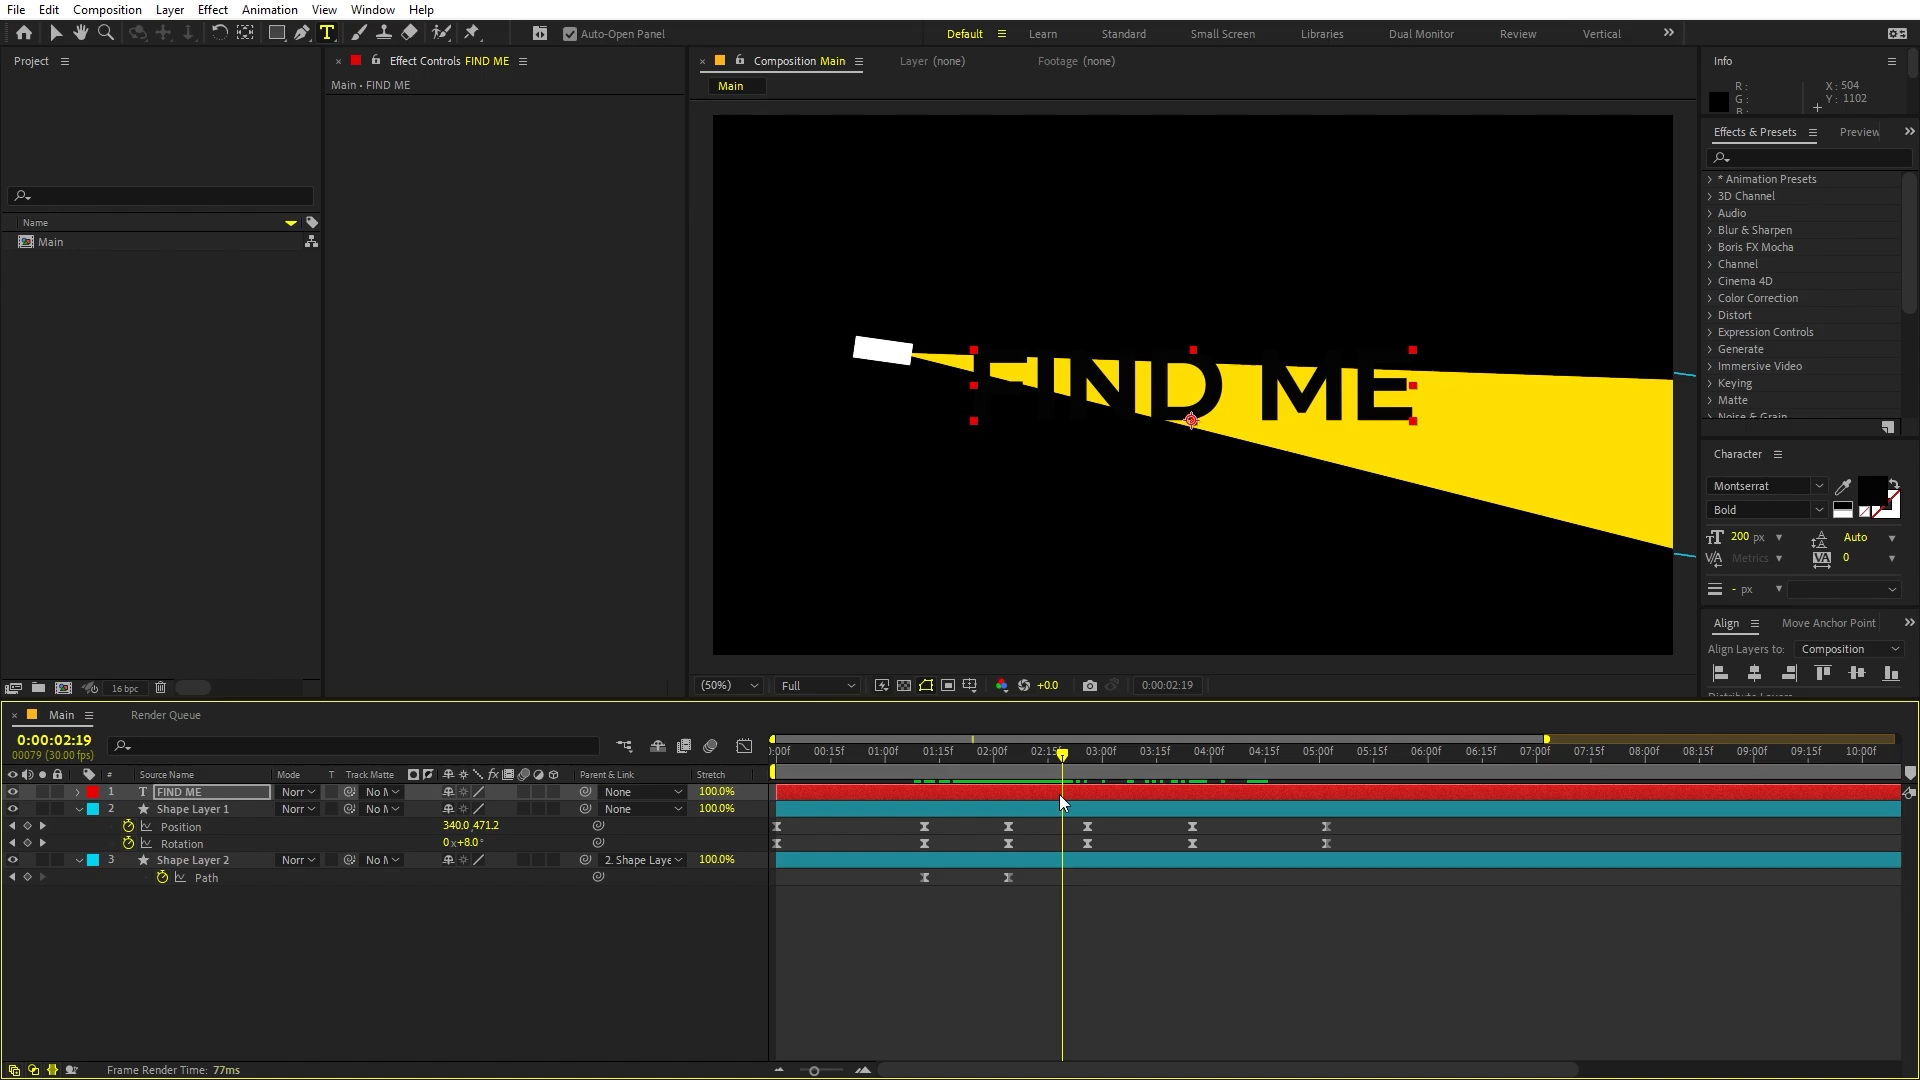 File Edit Composition Layer Effect Animation View Window Help
Auto-Open Panel
Default Learn Standard Small Screen Libraries Dual Monitor Review Vertical
Project
Name
Main
16 bpc
Effect Controls FIND ME
Main • FIND ME
Composition Main
Layer (none)
Footage (none)
Main
FIND ME
(50%) Full +0.0 0:00:02:19
Info
R :
G :
B :
X : 504
Y : 1102
Effects & Presets Preview
* Animation Presets
3D Channel
Audio
Blur & Sharpen
Boris FX Mocha
Channel
Cinema 4D
Color Correction
Distort
Expression Controls
Generate
Immersive Video
Keying
Matte
Noise & Grain
Character
Montserrat
Bold
200 px Auto
Metrics 0
- px
Align Move Anchor Point
Align Layers to: Composition
Distribute Layers
Main Render Queue
0:00:02:19
00079 (30.00 fps)
# Source Name Mode T Track Matte Parent & Link Stretch
1 T FIND ME Norr No M None 100.0%
2 Shape Layer 1 Norr No M None 100.0%
Position 340.0,471.2
Rotation 0x+8.0°
3 Shape Layer 2 Norr No M 2. Shape Laye 100.0%
Path
):00f 00:15f 01:00f 01:15f 02:00f 02:15f 03:00f 03:15f 04:00f 04:15f 05:00f 05:15f 06:00f 06:15f 07:00f 07:15f 08:00f 08:15f 09:00f 09:15f 10:00f
Frame Render Time: 77ms